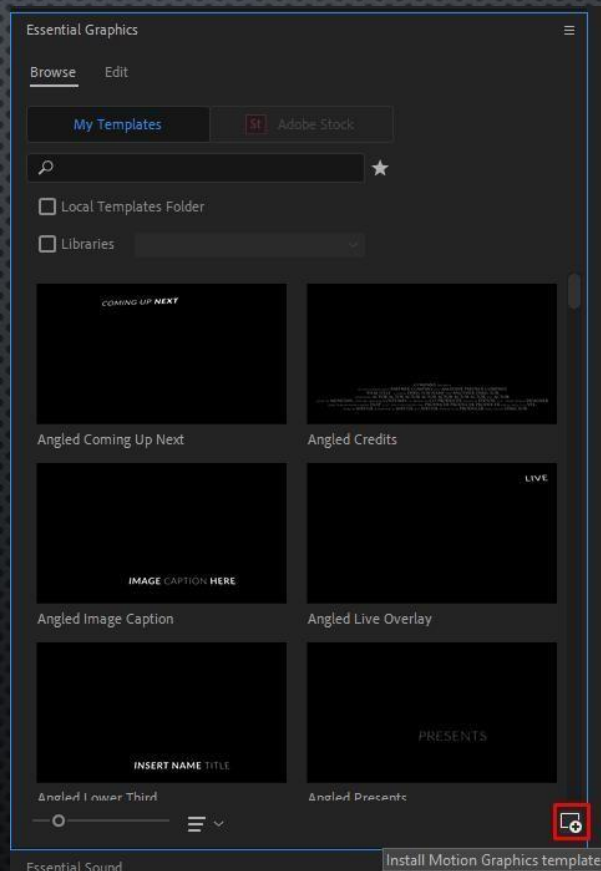 Essential Graphics
Browse
Edit
My Templates
St Adobe Stock
Local Templates Folder
Libraries
COMING UP NEXT
Angled Coming Up Next
Angled Credits
IMAGE CAPTION HERE
Angled Image Caption
LIVE
Angled Live Overlay
INSERT NAME TITLE
Angled Lower Third
PRESENTS
Angled Presents
Install Motion Graphics template
Essential Sound